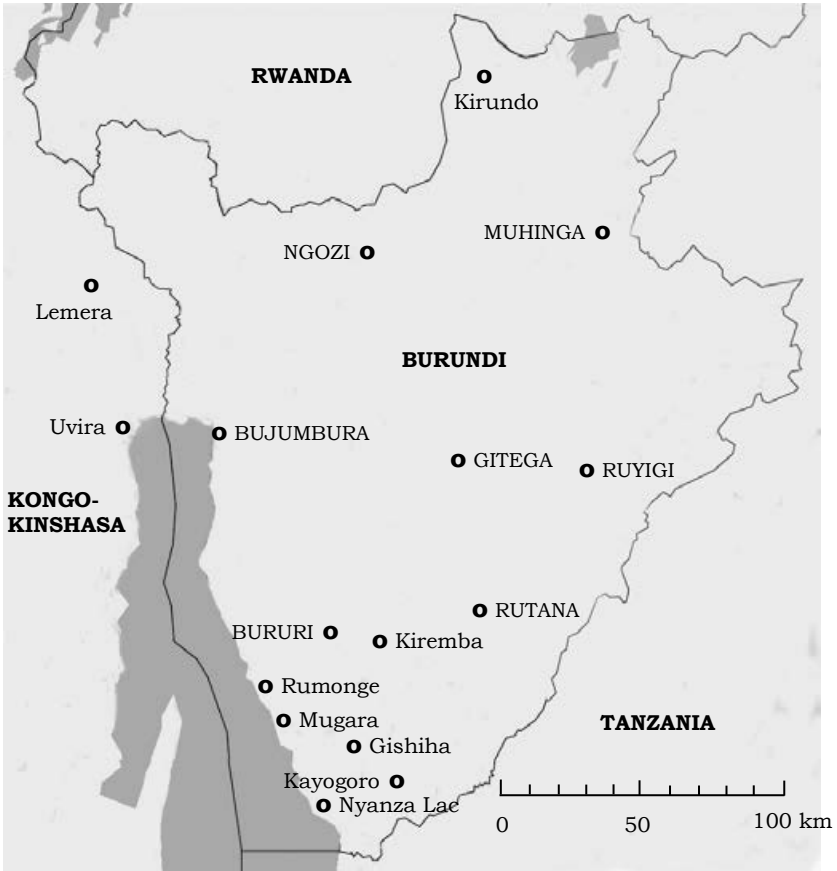 RWANDA
Kirundo
MUHINGA
NGOZI
Lemera
BURUNDI
Uvira
BUJUMBURA
GITEGA
RUYIGI
KONGO-
KINSHASA
RUTANA
BURURI
Kiremba
Rumonge
Mugara
TANZANIA
Gishiha
Kayogoro
Nyanza Lac
0 50 100 km